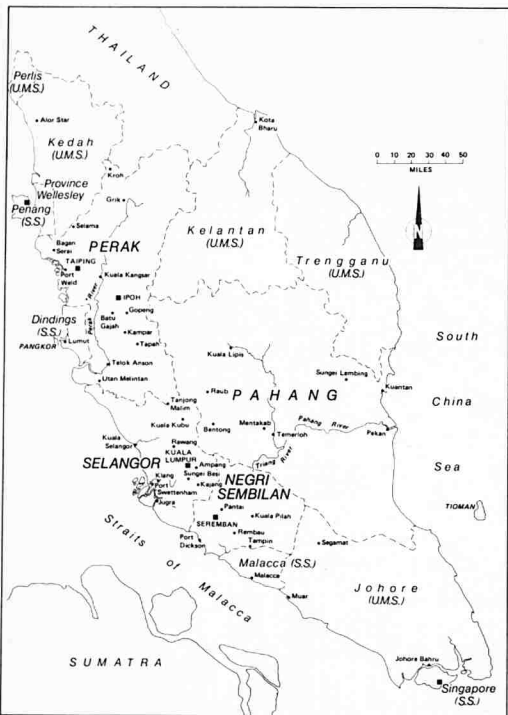 THAILAND
Perlis
(U.M.S.)
Alor Star
Kedah
(U.M.S.)
Kota
Bharu
0 10 20 30 40 50
MILES
N
Province
Wellesley
Kroh
Grik
Penang
(S.S.)
Selama
Kelantan
(U.M.S.)
Trengganu
(U.M.S.)
Bagan
Serai
PERAK
TAIPING
Port
Weld
Kuala Kangsar
River
Perak
IPOH
Dindings
(S.S.)
Batu
Gajah
Gopeng
Kampar
Tapah
PANGKOR
Lumut
South
China
Sea
Kuala Lipis
Telok Anson
Utan Melintan
Sungei Lembing
Kuantan
Raub
PAHANG
Tanjong
Malim
Kuala Kubu
Bentong
Mentakab
Temerloh
Pahang
River
Pekan
Kuala
Selangor
Rawang
KUALA
LUMPUR
Ampang
Triang
River
SELANGOR
Klang
Port
Swettenham
Sungei Besi
Kajang
NEGRI
SEMBILAN
Jugra
Pantai
SEREMBAN
Kuala Pilah
TIOMAN
Port
Dickson
Rembau
Tampin
Segamat
Straits of Malacca
Malacca (S.S.)
Malacca
Muar
Johore
(U.M.S.)
SUMATRA
Johore Bahru
Singapore
(S.S.)